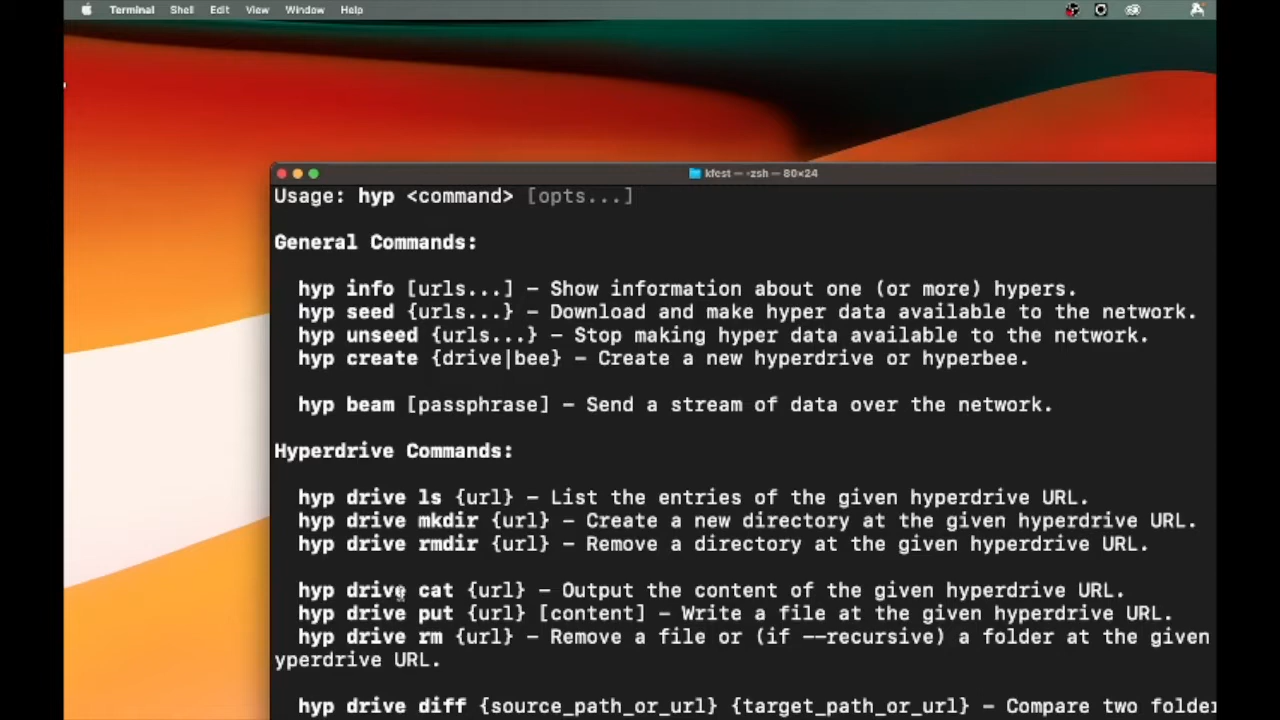 Terminal Shell Edit View Window Help
kfest — -zsh — 80×24
Usage: hyp <command> [opts...]
General Commands:
hyp info [urls...] - Show information about one (or more) hypers.
hyp seed {urls...} - Download and make hyper data available to the network.
hyp unseed {urls...} - Stop making hyper data available to the network.
hyp create {drive|bee} - Create a new hyperdrive or hyperbee.
hyp beam [passphrase] - Send a stream of data over the network.
Hyperdrive Commands:
hyp drive ls {url} - List the entries of the given hyperdrive URL.
hyp drive mkdir {url} - Create a new directory at the given hyperdrive URL.
hyp drive rmdir {url} - Remove a directory at the given hyperdrive URL.
hyp drive cat {url} - Output the content of the given hyperdrive URL.
hyp drive put {url} [content] - Write a file at the given hyperdrive URL.
hyp drive rm {url} - Remove a file or (if --recursive) a folder at the given
yperdrive URL.
hyp drive diff {source_path_or_url} {target_path_or_url} - Compare two folder